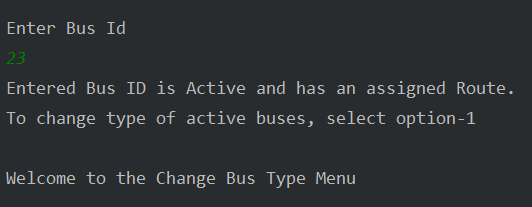 Enter Bus Id
23
Entered Bus ID is Active and has an assigned Route.
To change type of active buses, select option-1
Welcome to the Change Bus Type Menu